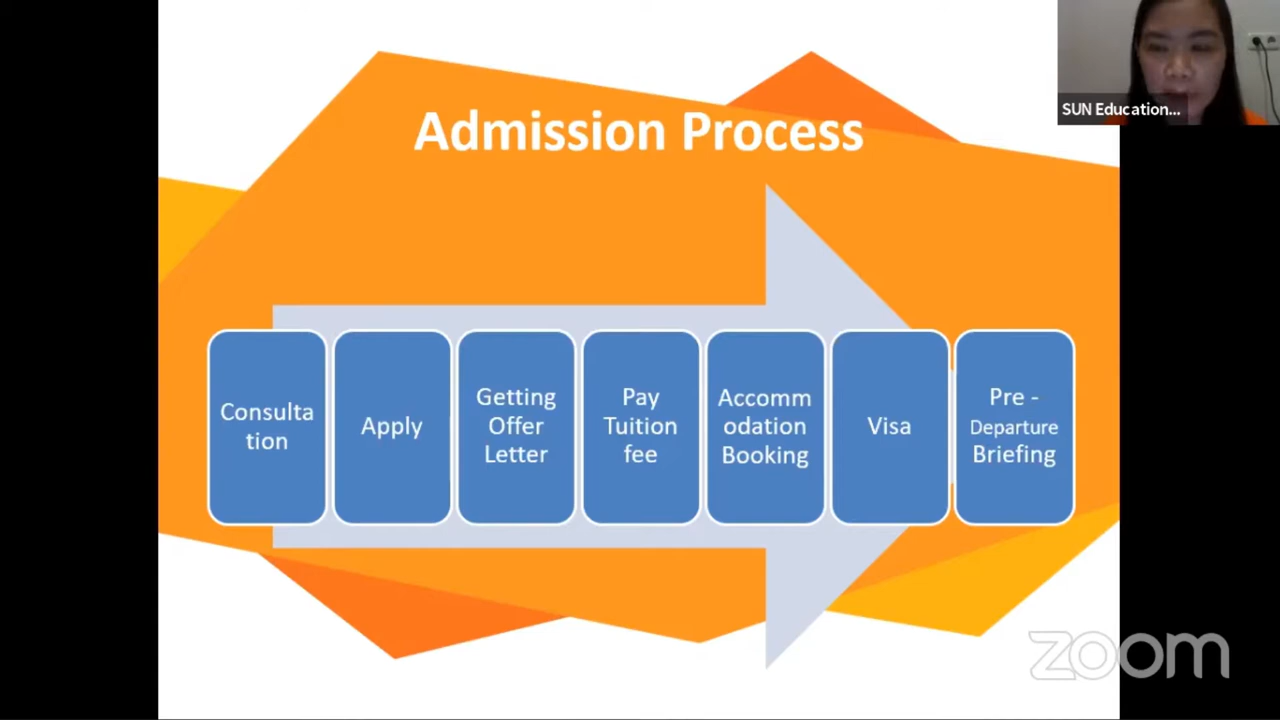 SUN Education...
Admission Process
Consulta
tion
Apply
Getting
Offer
Letter
Pay
Tuition
fee
Accomm
odation
Booking
Visa
Pre -
Departure
Briefing
zoom